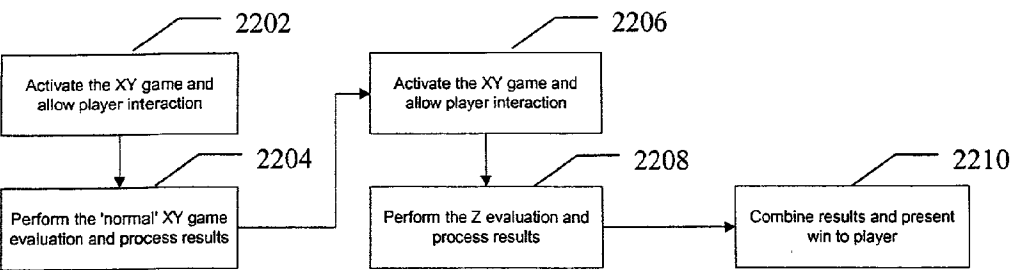 2202
Activate the XY game and
allow player interaction
2204
Perform the 'normal' XY game
evaluation and process results
2206
Activate the XY game and
allow player interaction
2208
Perform the Z evaluation and
process results
2210
Combine results and present
win to player